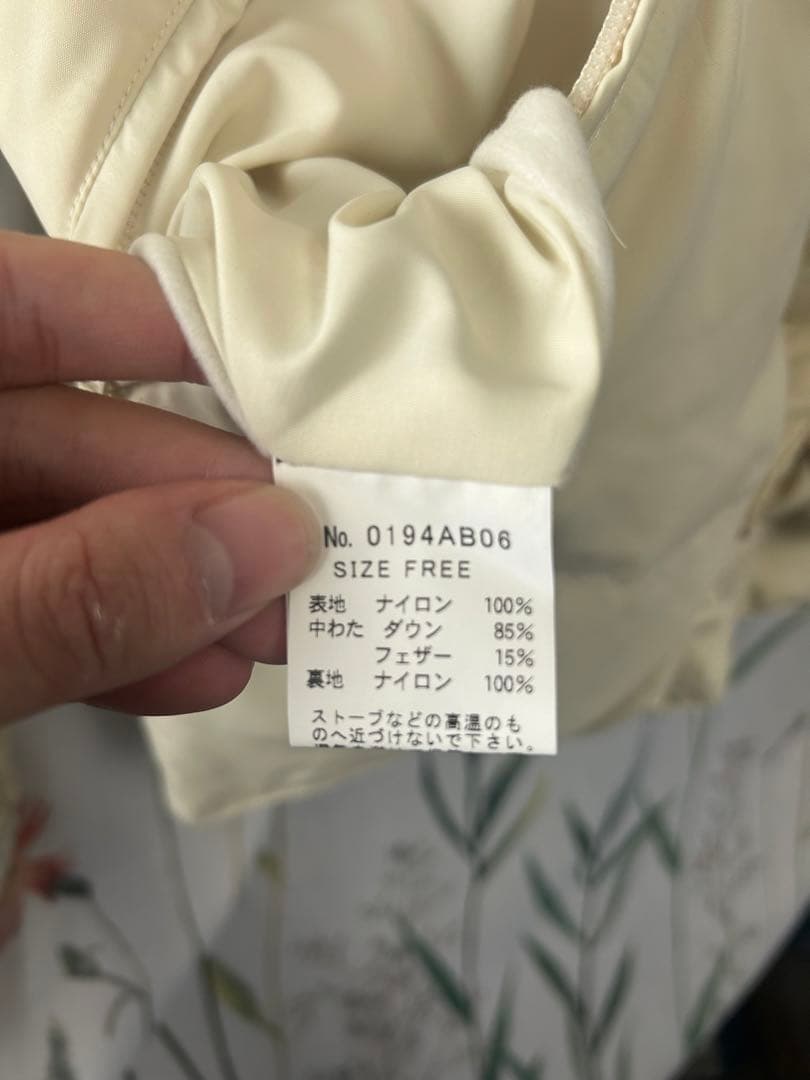 No. 0194AB06
SIZE FREE
表地 ナイロン 100%
中わた ダウン 85%
フェザー 15%
裏地 ナイロン 100%
ストーブなどの高温のも
のへ近づけないで下さい。